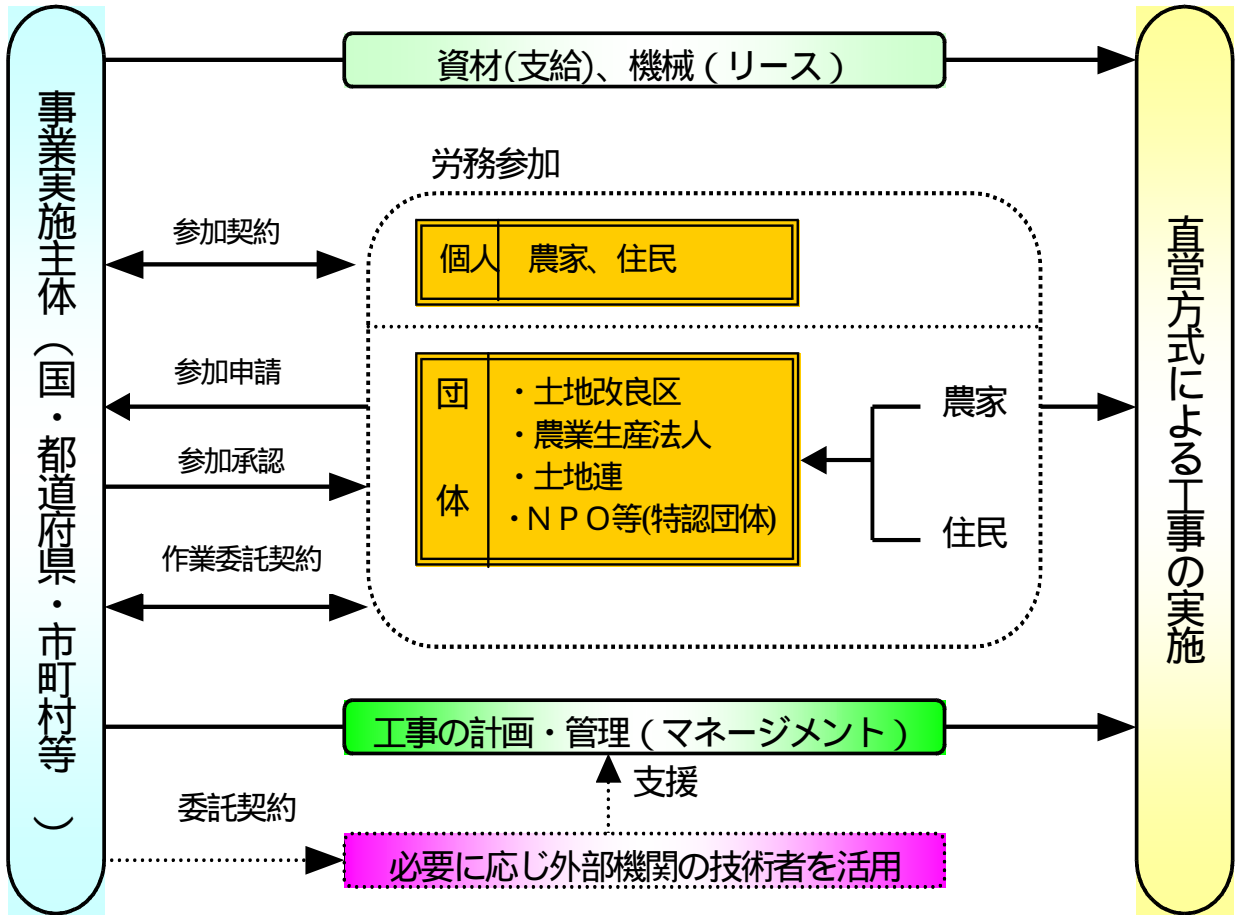 資材(支給)、機械（リース）
事業実施主体（国・都道府県・市町村等　）
労務参加
参加契約
個人　農家、住民
参加申請
参加承認
作業委託契約
団体
・土地改良区
・農業生産法人
・土地連
・ＮＰＯ等(特認団体)
農家
住民
直営方式による工事の実施
工事の計画・管理（マネージメント）
支援
委託契約
必要に応じ外部機関の技術者を活用